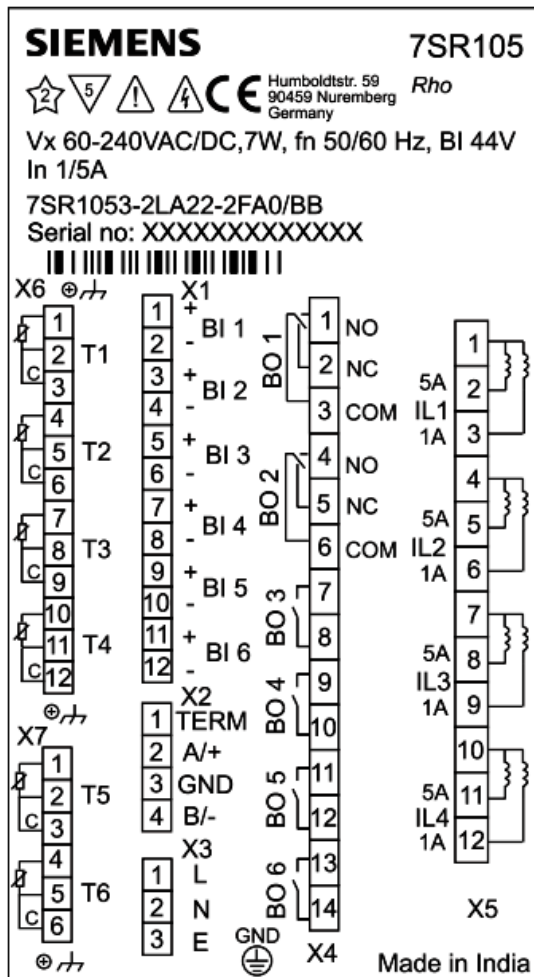 SIEMENS 7SR105
2 5 CE Humboldtstr. 59 Rho
90459 Nuremberg
Germany
Vx 60-240VAC/DC,7W, fn 50/60 Hz, BI 44V
In 1/5A
7SR1053-2LA22-2FA0/BB
Serial no: XXXXXXXXXXXXX
X6
1
2 T1
C 3
4
5 T2
C 6
7
8 T3
C 9
10
11 T4
C 12
X7
1
2 T5
C 3
4
5 T6
C 6
X1
1 +
BI 1
2 -
3 +
BI 2
4 -
5 +
BI 3
6 -
7 +
BI 4
8 -
9 +
BI 5
10 -
11 +
BI 6
12 -
X2
1 TERM
2 A/+
3 GND
4 B/-
X3
1 L
2 N
3 E
GND
BO 1
1 NO
2 NC
3 COM
BO 2
4 NO
5 NC
6 COM
BO 3
7
8
BO 4
9
10
BO 5
11
12
BO 6
13
14
X4
1
5A 2
IL1
1A 3
4
5A 5
IL2
1A 6
7
5A 8
IL3
1A 9
10
5A 11
IL4
1A 12
X5
Made in India